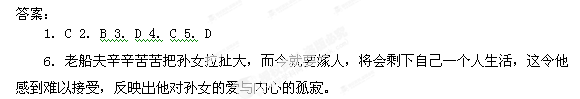 答案：
1. C 2. B 3. D 4. C 5. D
6. 老船夫辛辛苦苦把孙女拉扯大，而今就要嫁人，将会剩下自己一个人生活，这令他
感到难以接受，反映出他对孙女的爱与内心的孤寂。